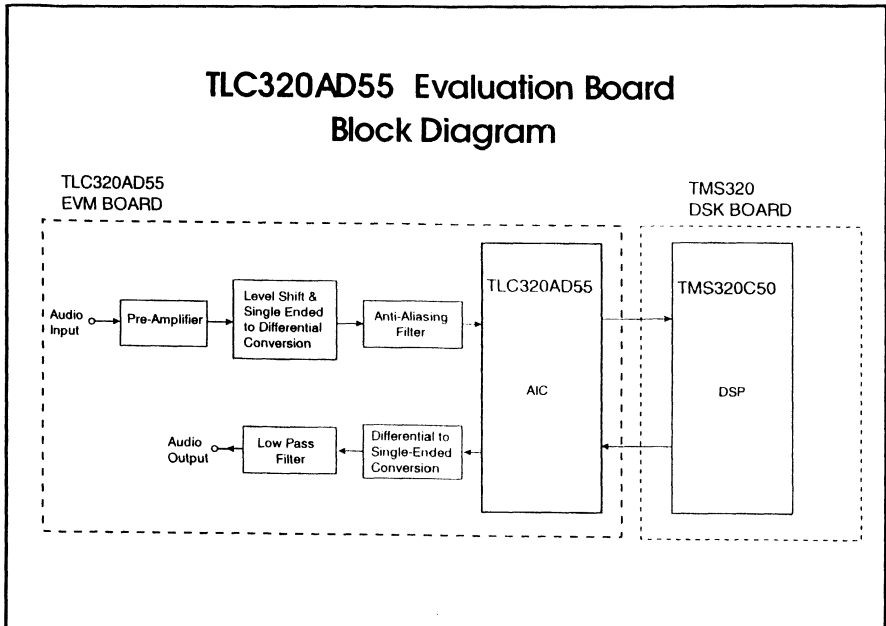 TLC320AD55 Evaluation Board
Block Diagram
TLC320AD55
EVM BOARD
TMS320
DSK BOARD
Audio
Input
Pre-Amplifier
Level Shift &
Single Ended
to Differential
Conversion
Anti-Aliasing
Filter
TLC320AD55
AIC
TMS320C50
DSP
Audio
Output
Low Pass
Filter
Differential to
Single-Ended
Conversion